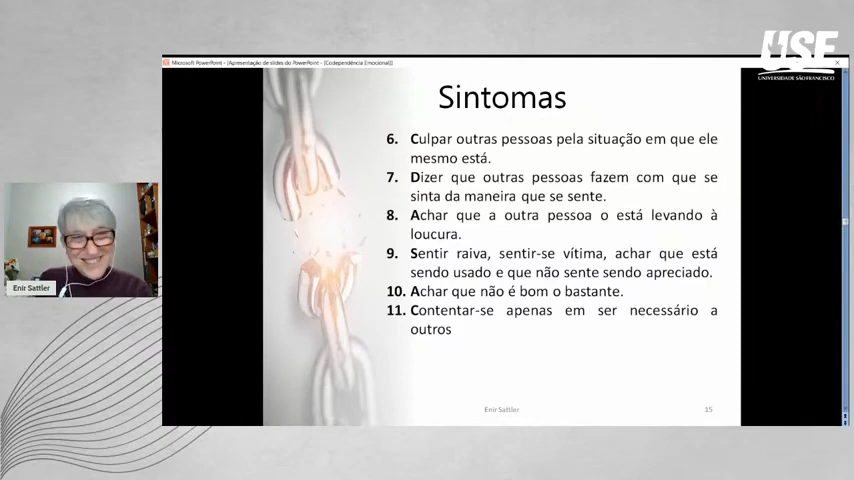 USF
UNIVERSIDADE SÃO FRANCISCO
Microsoft PowerPoint - [Apresentação de slides do PowerPoint - [Codependência Emocional]]
Sintomas
6. Culpar outras pessoas pela situação em que ele
mesmo está.
7. Dizer que outras pessoas fazem com que se
sinta da maneira que se sente.
8. Achar que a outra pessoa o está levando à
loucura.
9. Sentir raiva, sentir-se vítima, achar que está
sendo usado e que não sente sendo apreciado.
10. Achar que não é bom o bastante.
11. Contentar-se apenas em ser necessário a
outros
Enir Sattler
Enir Sattler 15